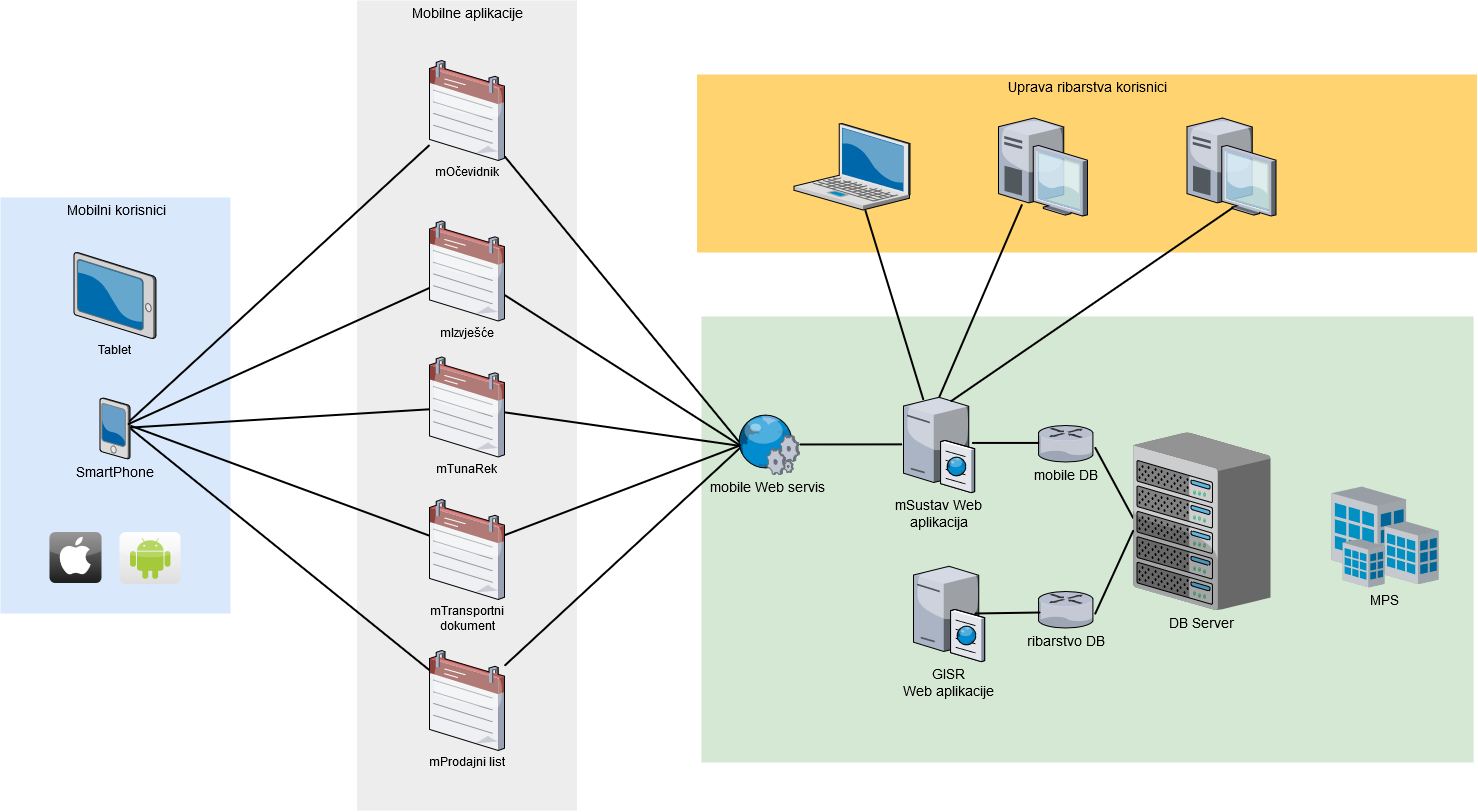 Mobilne aplikacije
Uprava ribarstva korisnici
mOčevidnik
Mobilni korisnici
Tablet
mIzvješće
SmartPhone
mTunaRek
mobile Web servis
mSustav Web
aplikacija
mobile DB
mTransportni
dokument
DB Server
MPS
ribarstvo DB
GISR
Web aplikacije
mProdajni list